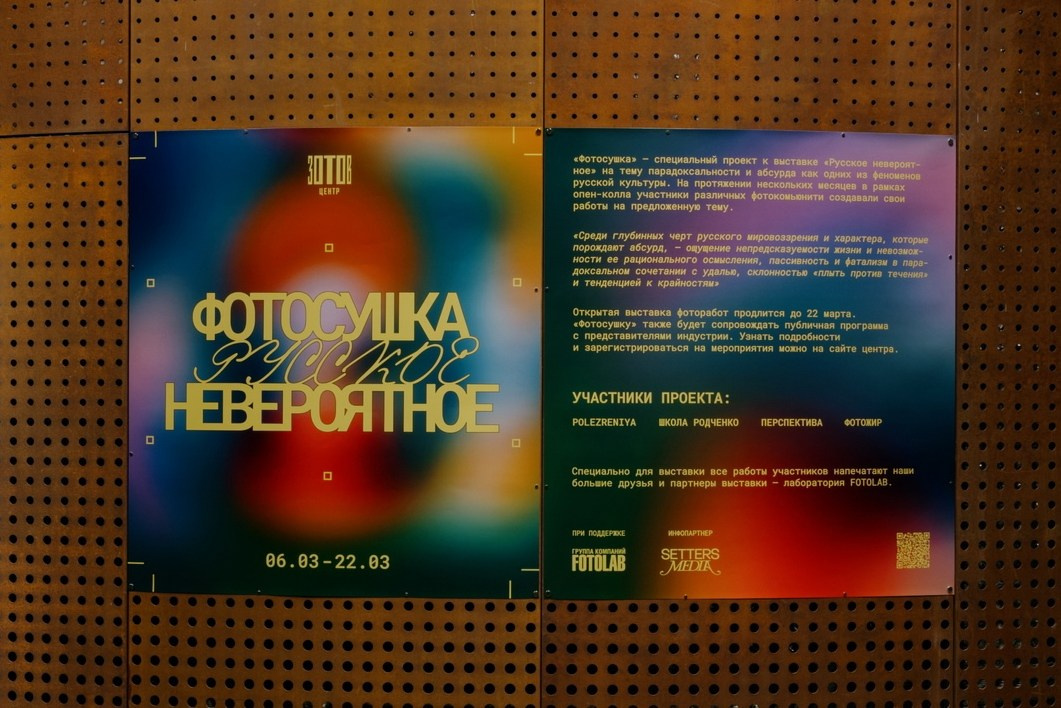 ЗОТОВ
ЦЕНТР
ФОТОСУШКА
РУССКОЕ
НЕВЕРОЯТНОЕ
06.03-22.03
«Фотосушка» — специальный проект к выставке «Русское невероят-
ное» на тему парадоксальности и абсурда как одних из феноменов
русской культуры. На протяжении нескольких месяцев в рамках
опен-колла участники различных фотокомьюнити создавали свои
работы на предложенную тему.
«Среди глубинных черт русского мировоззрения и характера, которые
порождают абсурд, — ощущение непредсказуемости жизни и невозмож-
ности ее рационального осмысления, пассивность и фатализм в пара-
доксальном сочетании с удалью, склонностью «плыть против течения»
и тенденцией к крайностям»
Открытая выставка фоторабот продлится до 22 марта.
«Фотосушку» также будет сопровождать публичная программа
с представителями индустрии. Узнать подробности
и зарегистрироваться на мероприятия можно на сайте центра.
УЧАСТНИКИ ПРОЕКТА:
POLEZRENIYA ШКОЛА РОДЧЕНКО ПЕРСПЕКТИВА ФОТОЖИР
Специально для выставки все работы участников напечатают наши
большие друзья и партнеры выставки — лаборатория FOTOLAB.
ПРИ ПОДДЕРЖКЕ ИНФОПАРТНЕР
ГРУППА КОМПАНИЙ
FOTOLAB
SETTERS
MEDIA